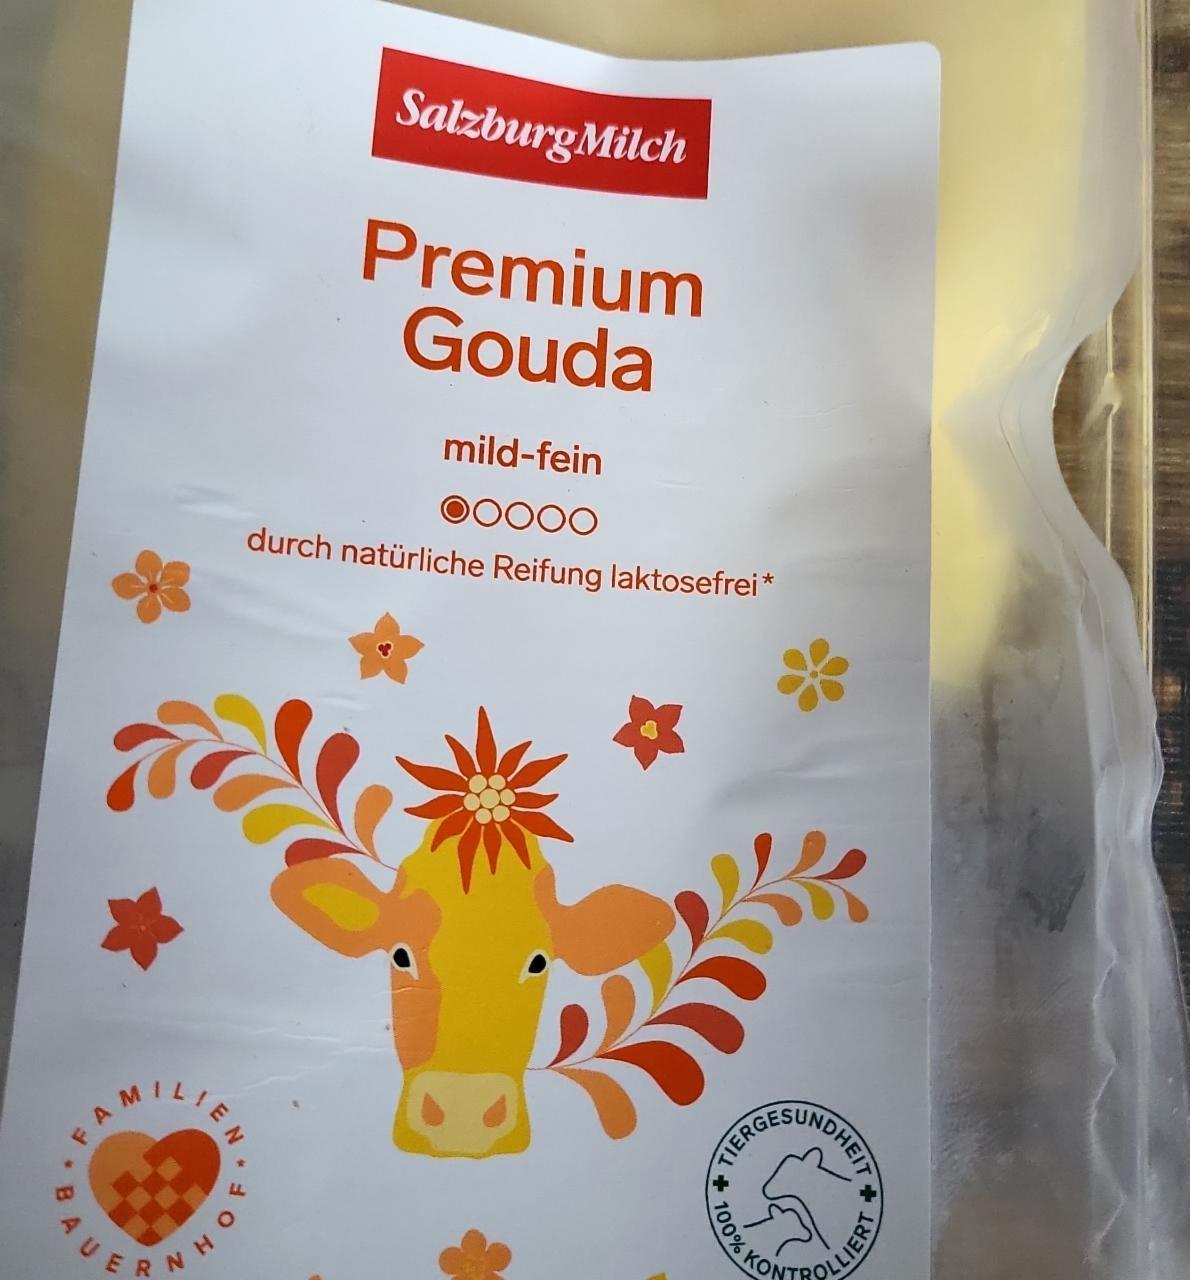 SalzburgMilch
Premium
Gouda
mild-fein
durch natürliche Reifung laktosefrei*
FAMILIEN
BAUERNHOF
TIERGESUNDHEIT
100% KONTROLLIERT